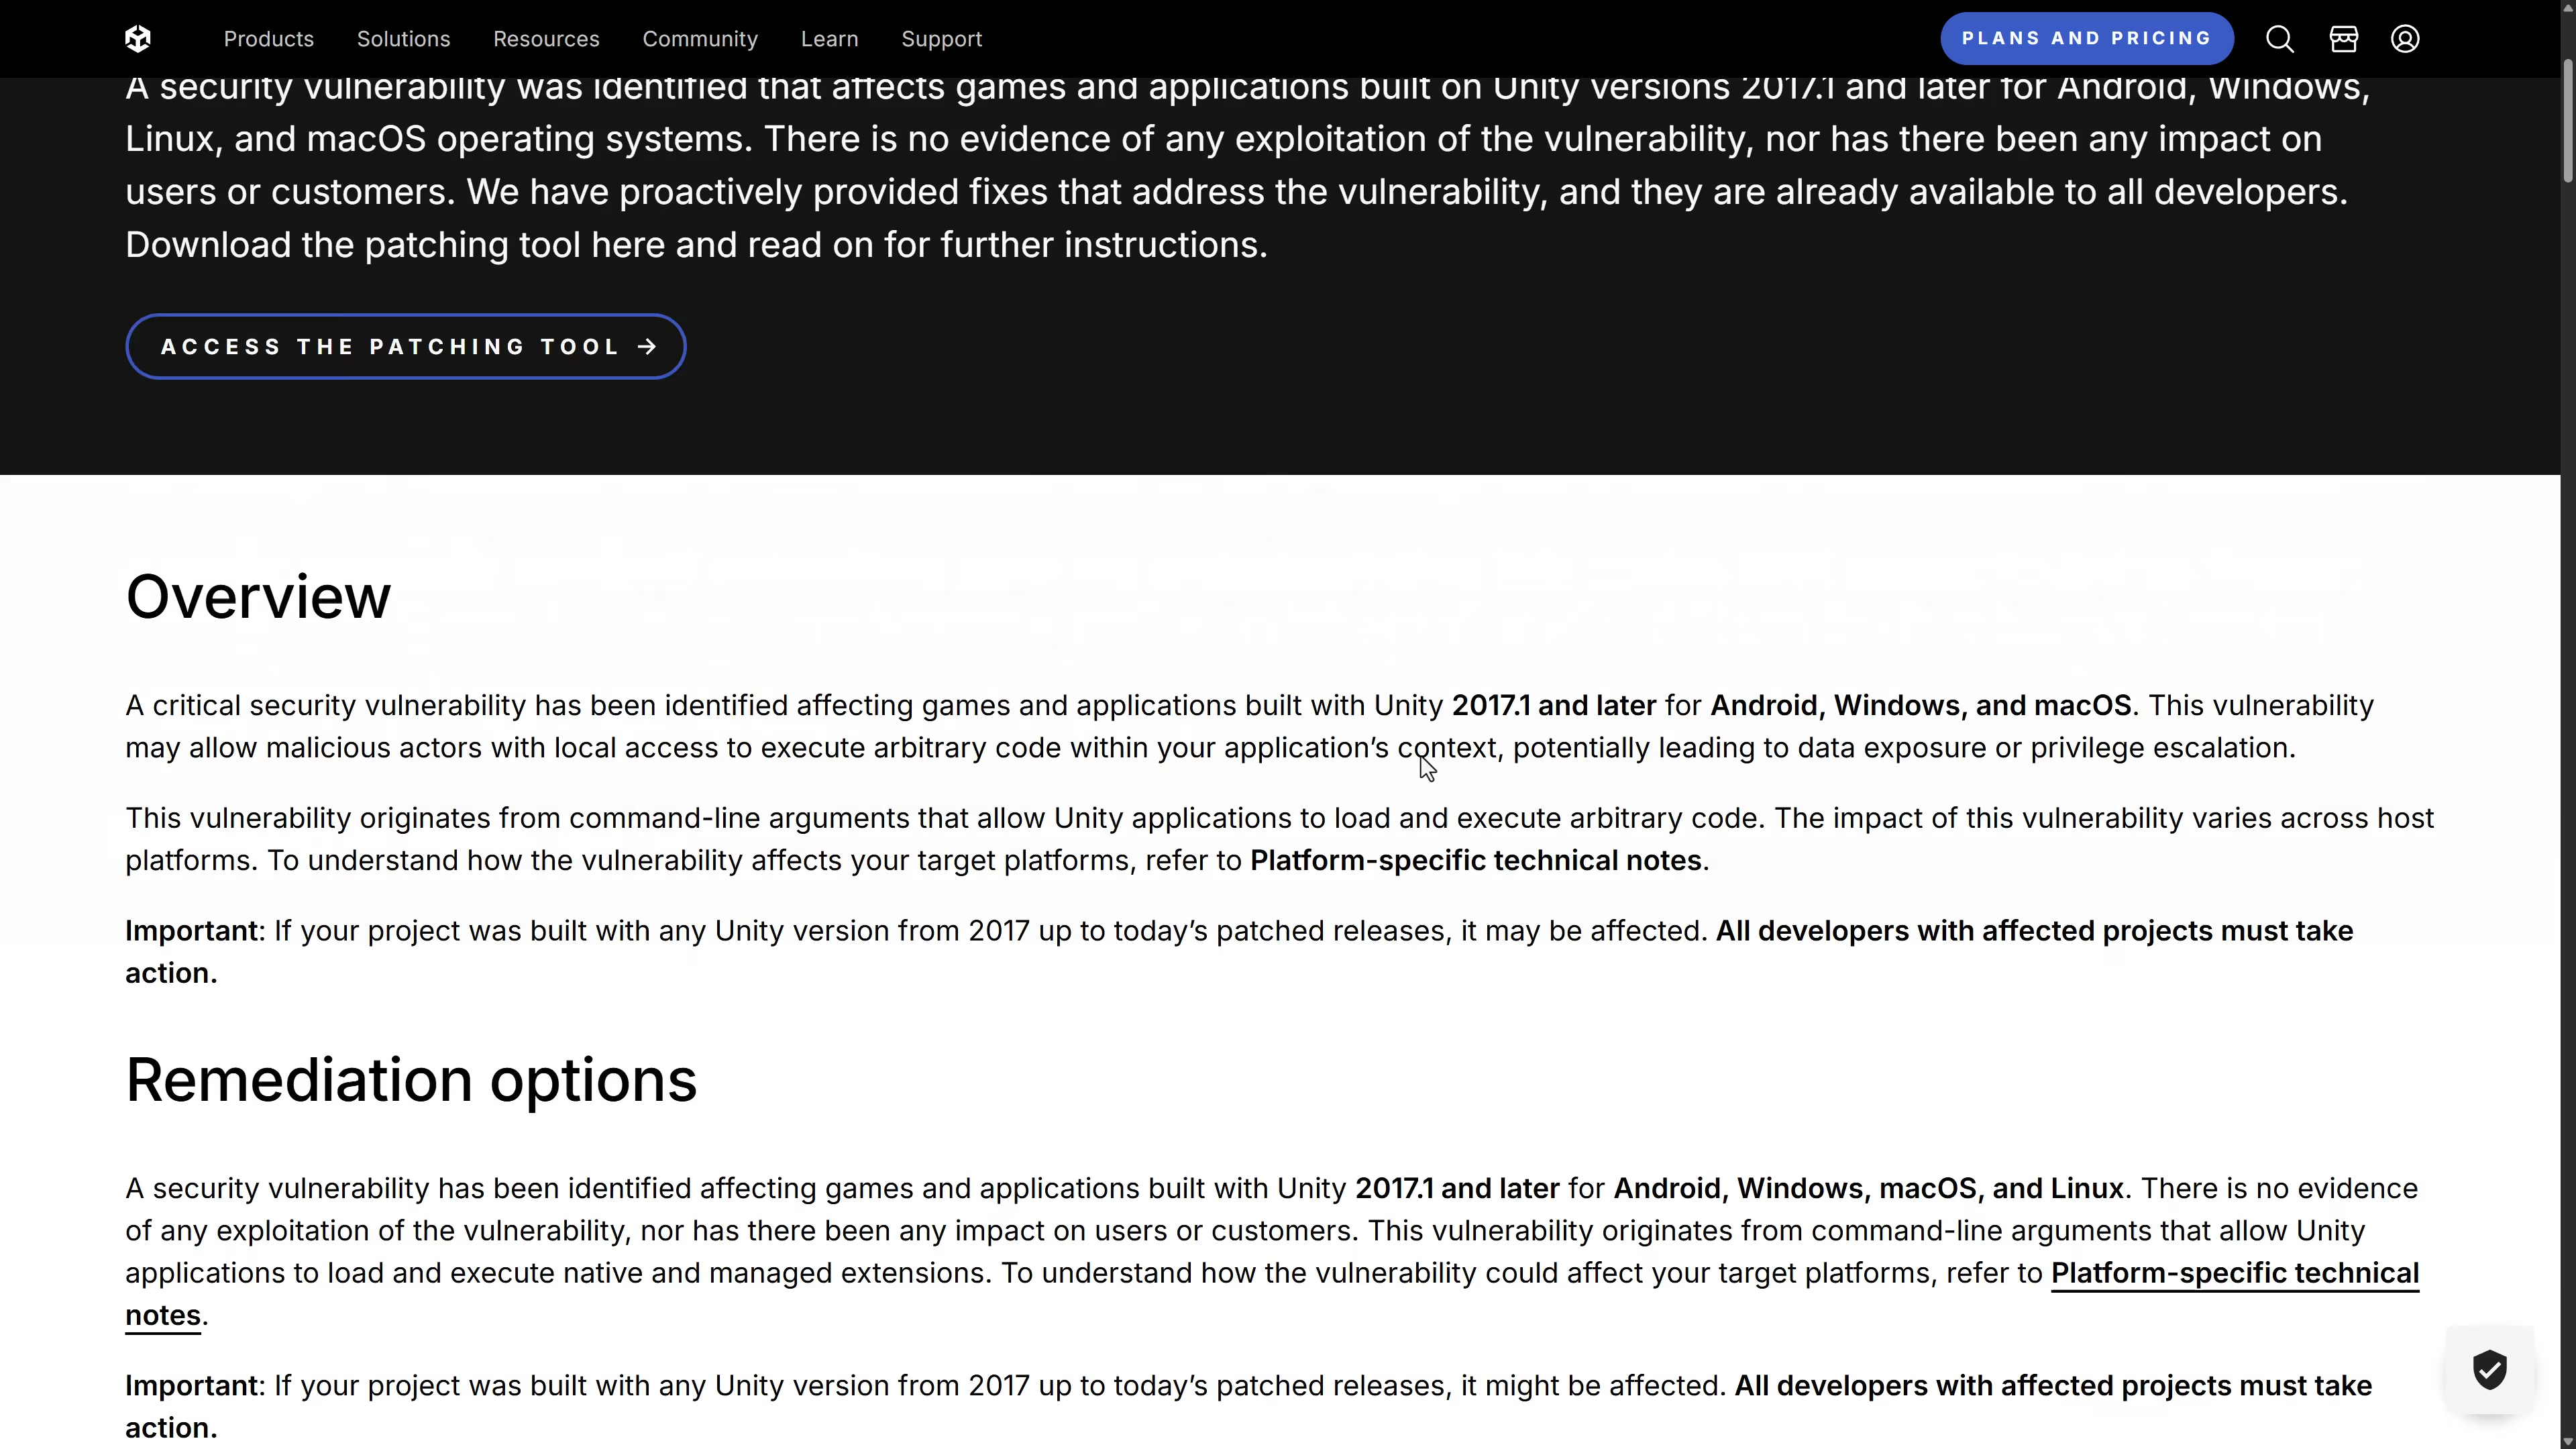 Products Solutions Resources Community Learn Support PLANS AND PRICING
A security vulnerability was identified that affects games and applications built on Unity versions 2017.1 and later for Android, Windows,
Linux, and macOS operating systems. There is no evidence of any exploitation of the vulnerability, nor has there been any impact on
users or customers. We have proactively provided fixes that address the vulnerability, and they are already available to all developers.
Download the patching tool here and read on for further instructions.
ACCESS THE PATCHING TOOL →
Overview
A critical security vulnerability has been identified affecting games and applications built with Unity 2017.1 and later for Android, Windows, and macOS. This vulnerability
may allow malicious actors with local access to execute arbitrary code within your application’s context, potentially leading to data exposure or privilege escalation.
This vulnerability originates from command-line arguments that allow Unity applications to load and execute arbitrary code. The impact of this vulnerability varies across host
platforms. To understand how the vulnerability affects your target platforms, refer to Platform-specific technical notes.
Important: If your project was built with any Unity version from 2017 up to today’s patched releases, it may be affected. All developers with affected projects must take
action.
Remediation options
A security vulnerability has been identified affecting games and applications built with Unity 2017.1 and later for Android, Windows, macOS, and Linux. There is no evidence
of any exploitation of the vulnerability, nor has there been any impact on users or customers. This vulnerability originates from command-line arguments that allow Unity
applications to load and execute native and managed extensions. To understand how the vulnerability could affect your target platforms, refer to Platform-specific technical
notes.
Important: If your project was built with any Unity version from 2017 up to today’s patched releases, it might be affected. All developers with affected projects must take
action.